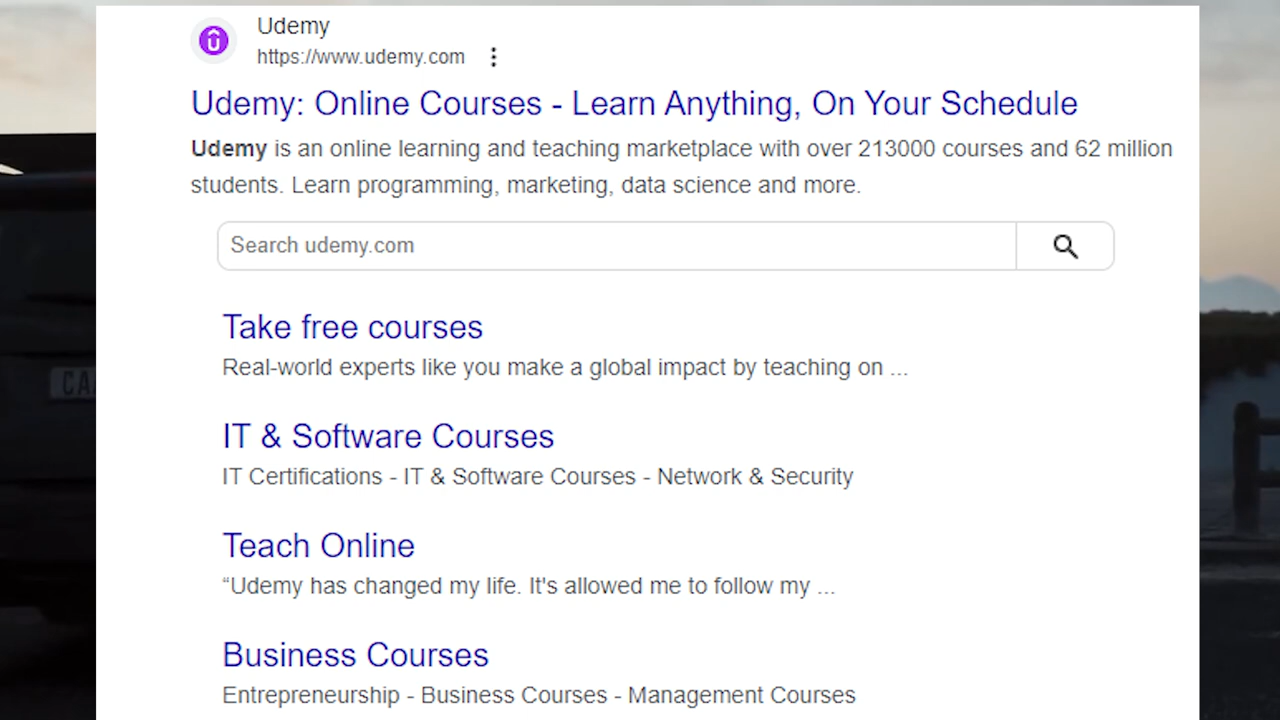 Udemy
https://www.udemy.com
Udemy: Online Courses - Learn Anything, On Your Schedule
Udemy is an online learning and teaching marketplace with over 213000 courses and 62 million
students. Learn programming, marketing, data science and more.
Search udemy.com
Take free courses
Real-world experts like you make a global impact by teaching on ...
IT & Software Courses
IT Certifications - IT & Software Courses - Network & Security
Teach Online
“Udemy has changed my life. It's allowed me to follow my ...
Business Courses
Entrepreneurship - Business Courses - Management Courses